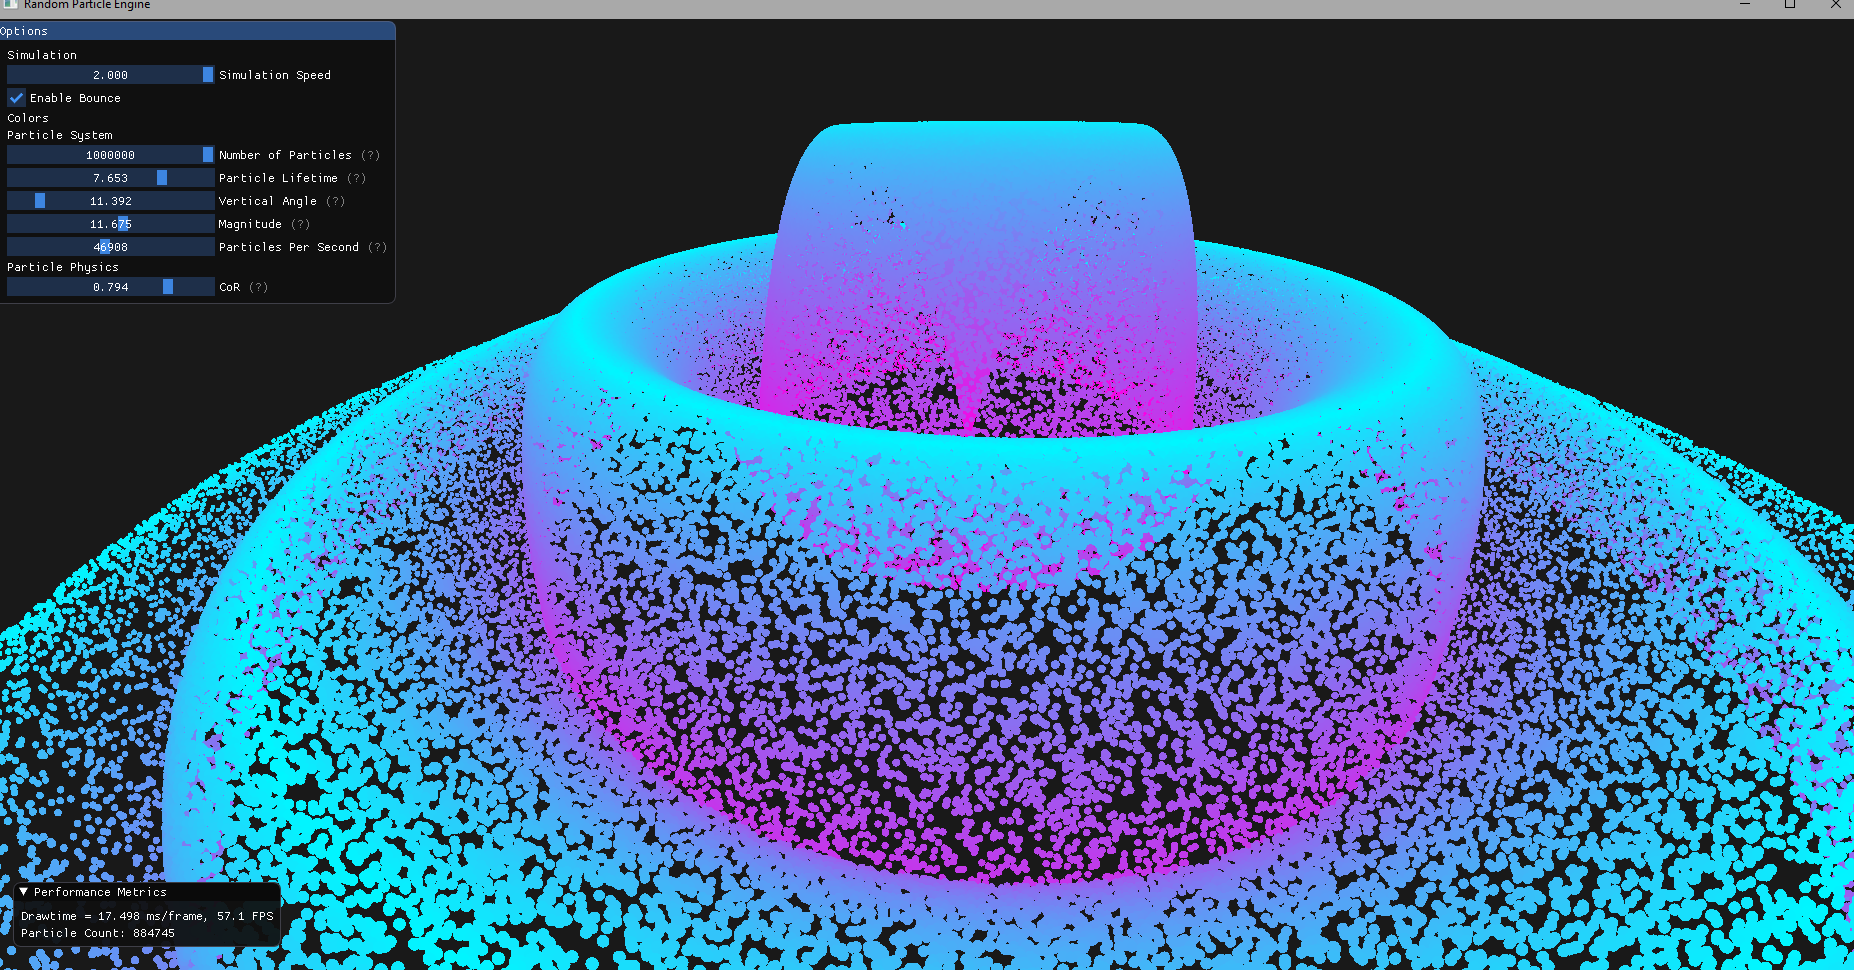 Random Particle Engine
Options
Simulation
2.000 Simulation Speed
Enable Bounce
Colors
Particle System
1000000 Number of Particles (?)
7.653 Particle Lifetime (?)
11.392 Vertical Angle (?)
11.675 Magnitude (?)
46908 Particles Per Second (?)
Particle Physics
0.794 CoR (?)
Performance Metrics
Drawtime = 17.498 ms/frame, 57.1 FPS
Particle Count: 884745